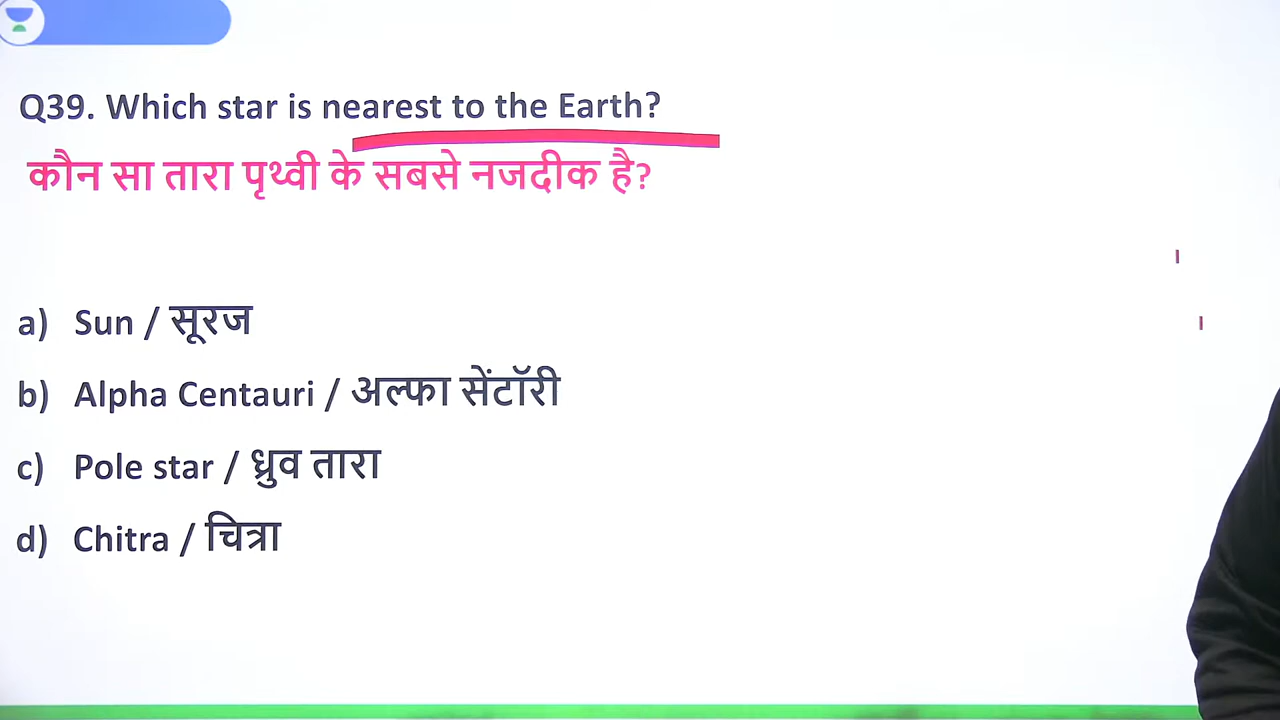 Q39. Which star is nearest to the Earth?
कौन सा तारा पृथ्वी के सबसे नजदीक है?
a) Sun / सूरज
b) Alpha Centauri / अल्फा सेंटॉरी
c) Pole star / ध्रुव तारा
d) Chitra / चित्रा